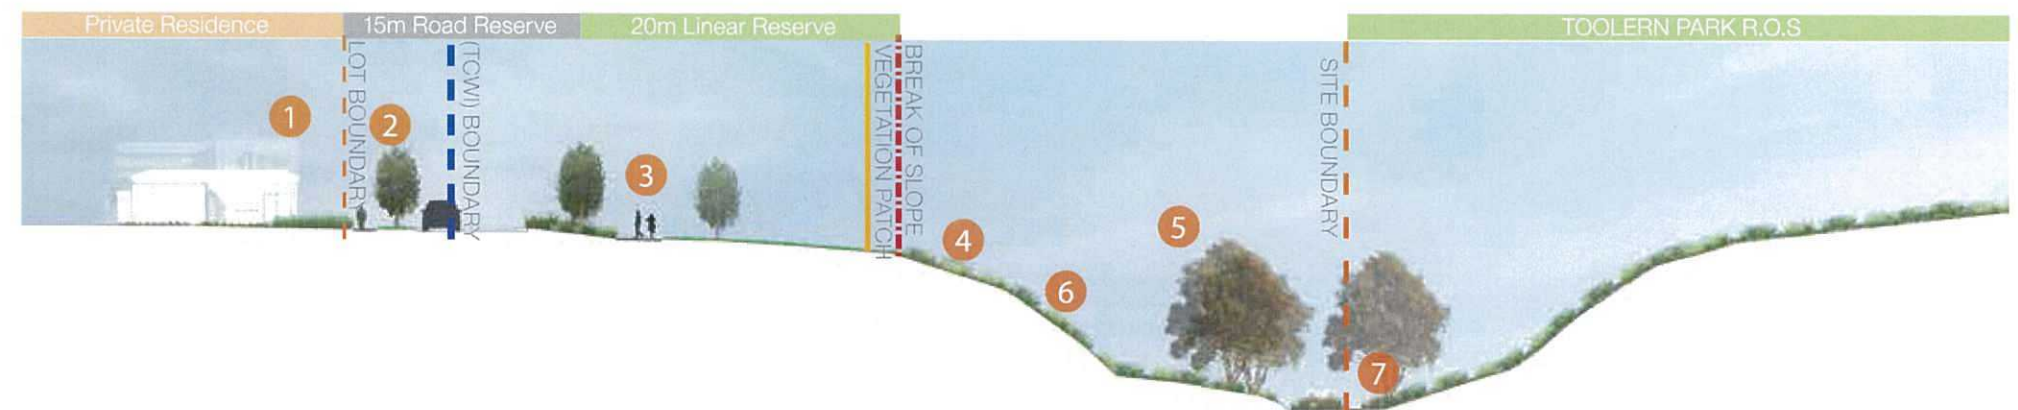 Private Residence
15m Road Reserve
20m Linear Reserve
TOOLERN PARK R.O.S
LOT BOUNDARY
(TCWI) BOUNDARY
VEGETATION PATCH
BREAK OF SLOPE
SITE BOUNDARY
1
2
3
4
5
6
7